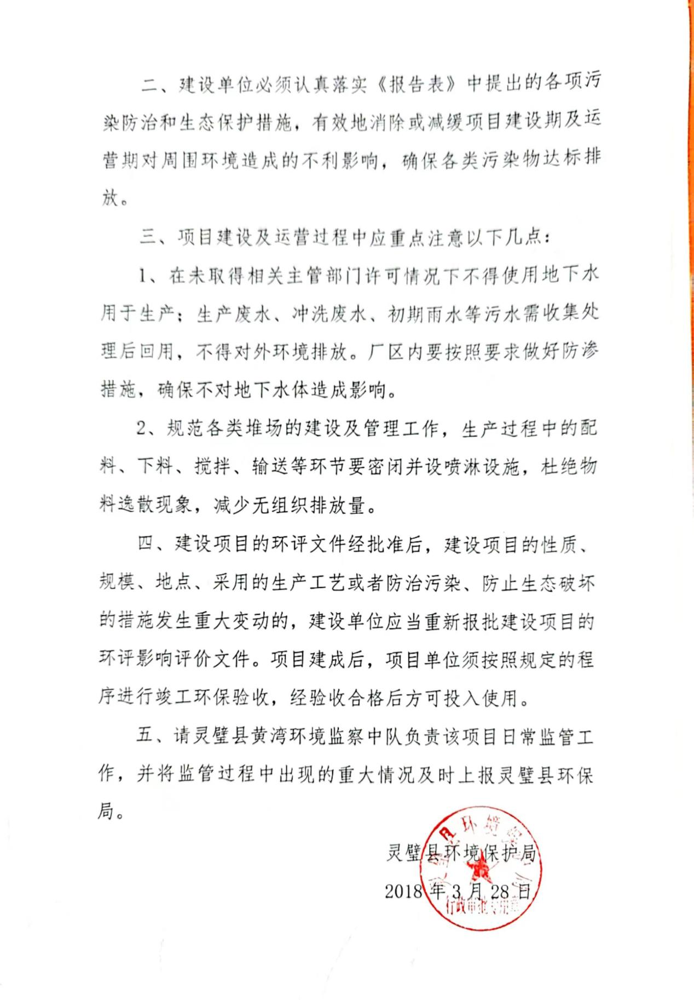 二、建设单位必须认真落实《报告表》中提出的各项污
染防治和生态保护措施，有效地消除或减缓项目建设期及运
营期对周围环境造成的不利影响，确保各类污染物达标排
放。
三、项目建设及运营过程中应重点注意以下几点：
1、在未取得相关主管部门许可情况下不得使用地下水
用于生产；生产废水、冲洗废水、初期雨水等污水需收集处
理后回用，不得对外环境排放。厂区内要按照要求做好防渗
措施，确保不对地下水体造成影响。
2、规范各类堆场的建设及管理工作，生产过程中的配
料、下料、搅拌、输送等环节要密闭并设喷淋设施，杜绝物
料逸散现象，减少无组织排放量。
四、建设项目的环评文件经批准后，建设项目的性质、
规模、地点、采用的生产工艺或者防治污染、防止生态破坏
的措施发生重大变动的，建设单位应当重新报批建设项目的
环评影响评价文件。项目建成后，项目单位须按照规定的程
序进行竣工环保验收，经验收合格后方可投入使用。
五、请灵璧县黄湾环境监察中队负责该项目日常监管工
作，并将监管过程中出现的重大情况及时上报灵璧县环保
局。
灵璧县环境保护局
2018年3月28日
灵璧县环境保护局
行政审批专用章